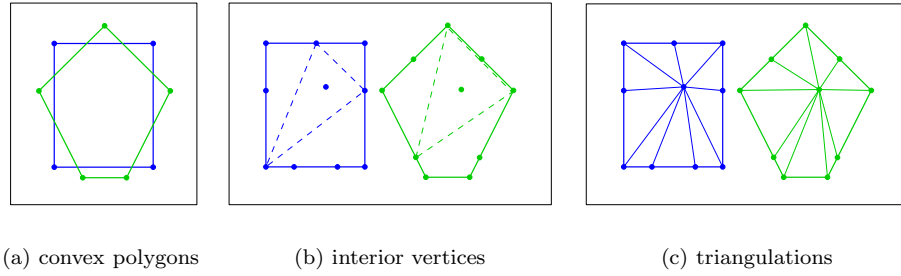 (a) convex polygons
(b) interior vertices
(c) triangulations